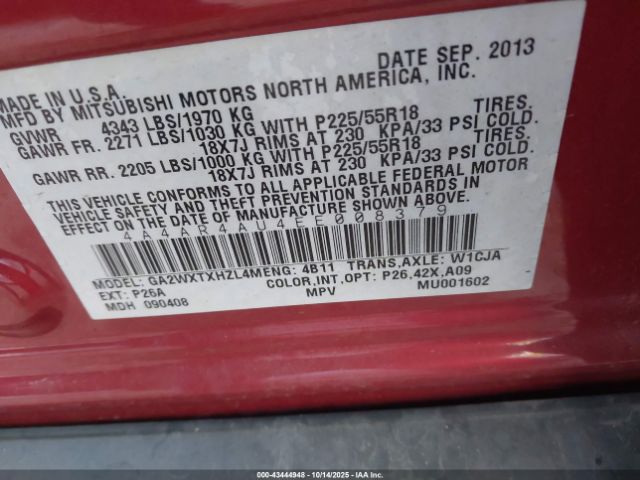 MADE IN U.S.A. DATE SEP. 2013
MFD BY MITSUBISHI MOTORS NORTH AMERICA, INC.
GVWR 4343 LBS/1970 KG
GAWR FR. 2271 LBS/1030 KG WITH P225/55R18 TIRES.
18X7J RIMS AT 230 KPA/33 PSI COLD.
GAWR RR. 2205 LBS/1000 KG WITH P225/55R18 TIRES.
18X7J RIMS AT 230 KPA/33 PSI COLD.
THIS VEHICLE CONFORMS TO ALL APPLICABLE FEDERAL MOTOR
VEHICLE SAFETY AND THEFT PREVENTION STANDARDS IN
EFFECT ON THE DATE OF MANUFACTURE SHOWN ABOVE.
4A4AR4AU4EE008379
MODEL: GA2WXTXHZL4MENG: 4B11 TRANS,AXLE: W1CJA
EXT: P26A COLOR,INT,OPT: P26,42X,A09
MDH 090408 MPV MU001602
000-43444948 - 10/14/2025 - IAA Inc.